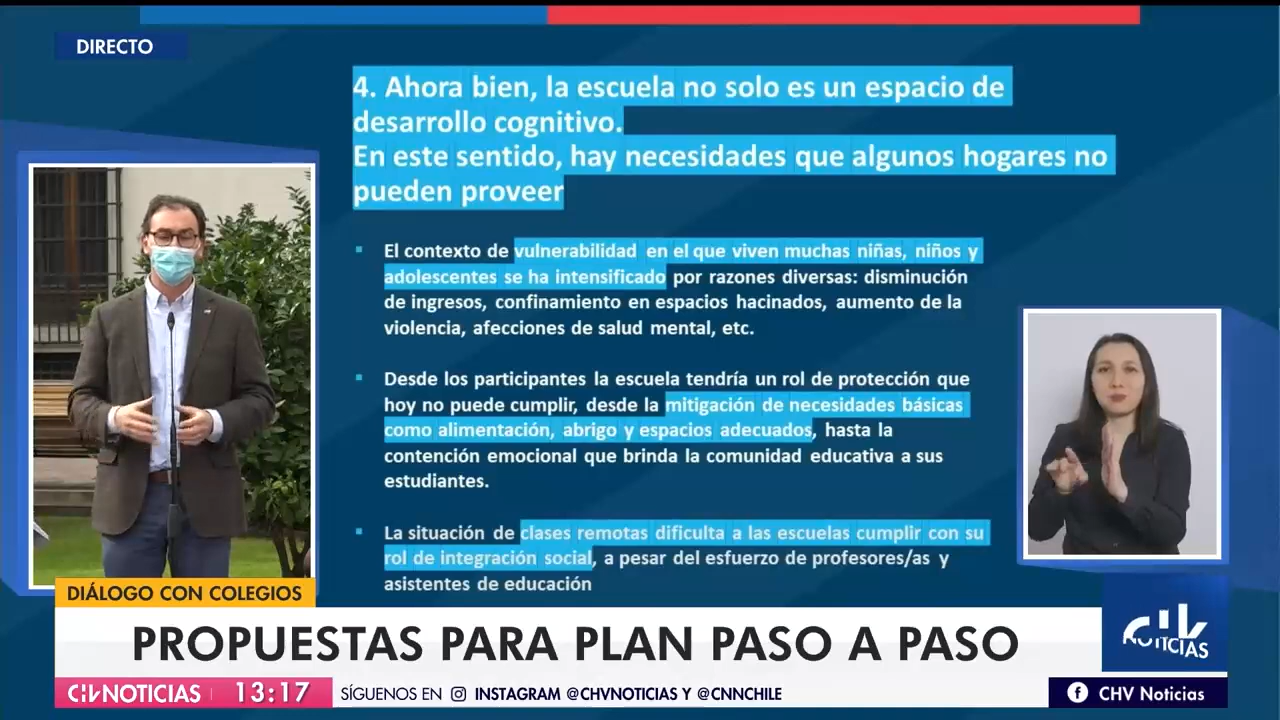 DIRECTO
4. Ahora bien, la escuela no solo es un espacio de
desarrollo cognitivo.
En este sentido, hay necesidades que algunos hogares no
pueden proveer
▪ El contexto de vulnerabilidad en el que viven muchas niñas, niños y
adolescentes se ha intensificado por razones diversas: disminución
de ingresos, confinamiento en espacios hacinados, aumento de la
violencia, afecciones de salud mental, etc.
▪ Desde los participantes la escuela tendría un rol de protección que
hoy no puede cumplir, desde la mitigación de necesidades básicas
como alimentación, abrigo y espacios adecuados, hasta la
contención emocional que brinda la comunidad educativa a sus
estudiantes.
▪ La situación de clases remotas dificulta a las escuelas cumplir con su
rol de integración social, a pesar del esfuerzo de profesores/as y
asistentes de educación
DIÁLOGO CON COLEGIOS
PROPUESTAS PARA PLAN PASO A PASO
NOTICIAS
CHVNOTICIAS 13:17 SÍGUENOS EN INSTAGRAM @CHVNOTICIAS Y @CNNCHILE
CHV Noticias